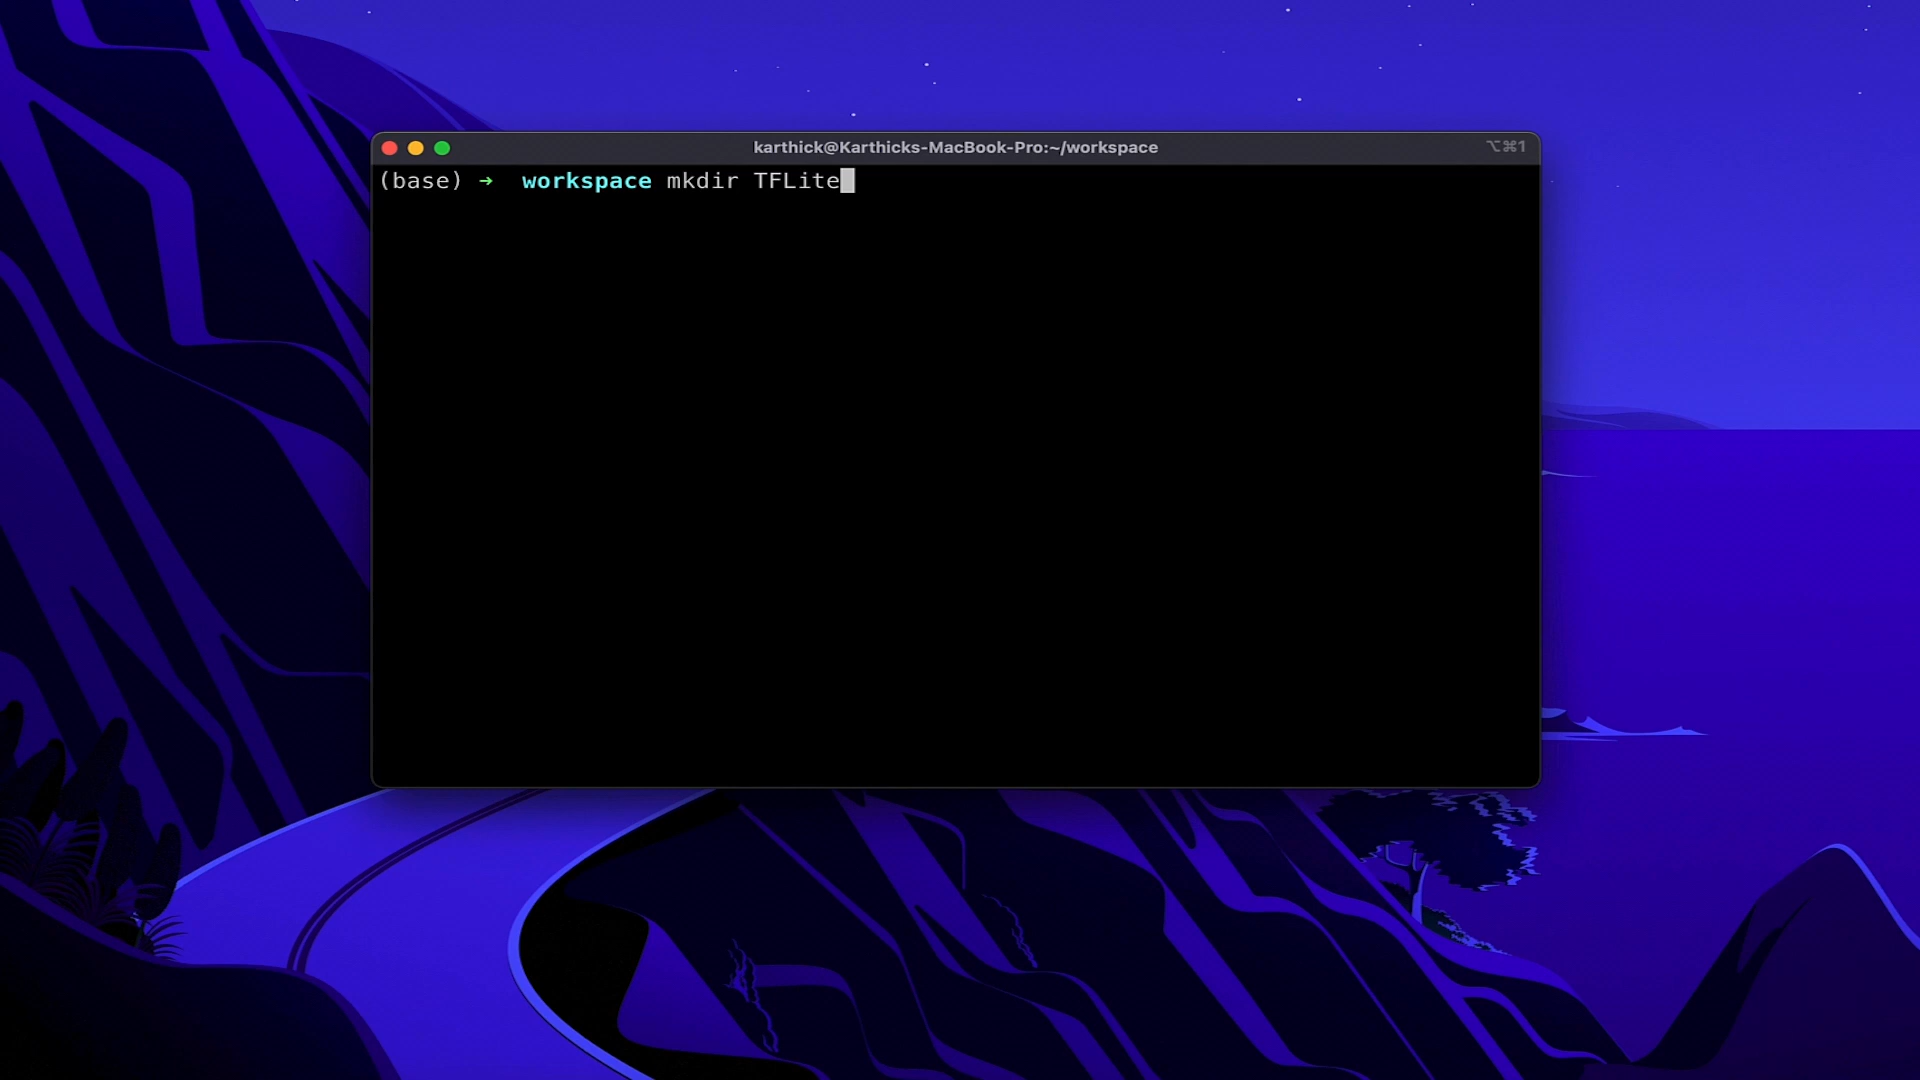 karthick@Karthicks-MacBook-Pro:~/workspace ⌥⌘1
(base) ➜ workspace mkdir TFLite